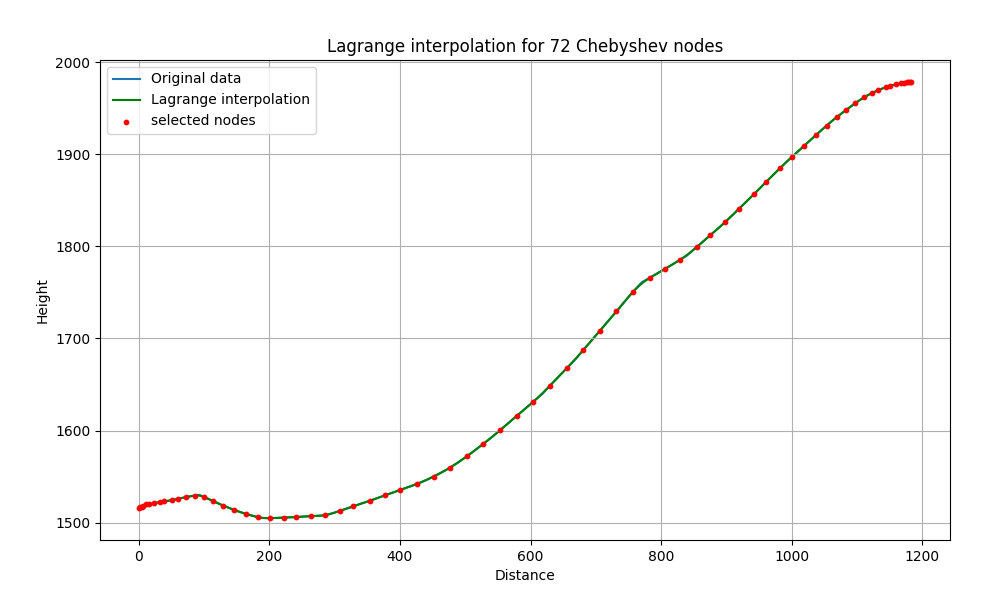 Lagrange interpolation for 72 Chebyshev nodes
Original data
Lagrange interpolation
selected nodes
2000
1900
1800
1700
1600
1500
Height
0 200 400 600 800 1000 1200
Distance